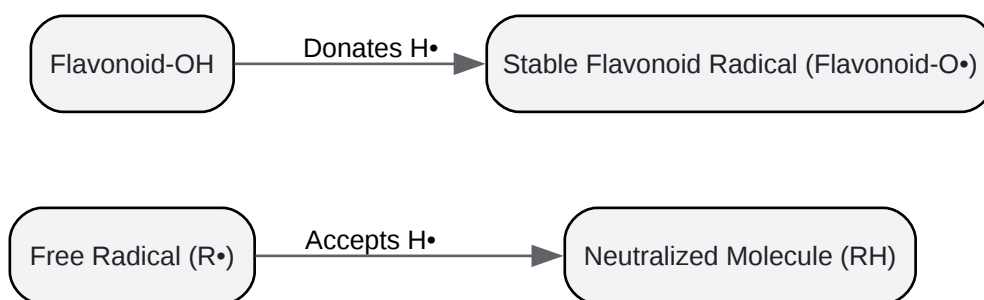 Flavonoid-OH
Donates H•
Stable Flavonoid Radical (Flavonoid-O•)
Free Radical (R•)
Accepts H•
Neutralized Molecule (RH)